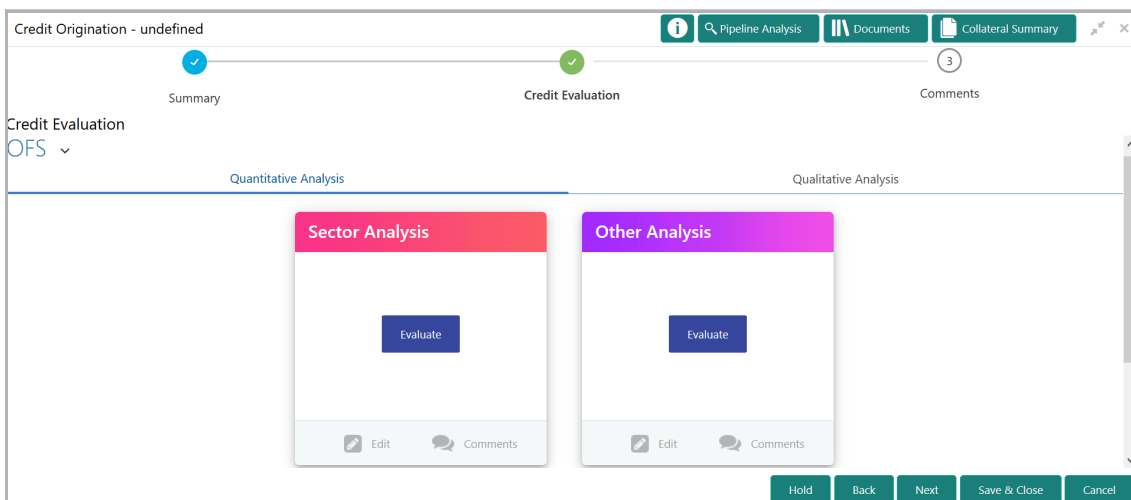 Credit Origination - undefined
i Pipeline Analysis Documents Collateral Summary
3
Summary Credit Evaluation Comments
Credit Evaluation
OFS
Quantitative Analysis Qualitative Analysis
Sector Analysis Other Analysis
Evaluate Evaluate
Edit Comments Edit Comments
Hold Back Next Save & Close Cancel